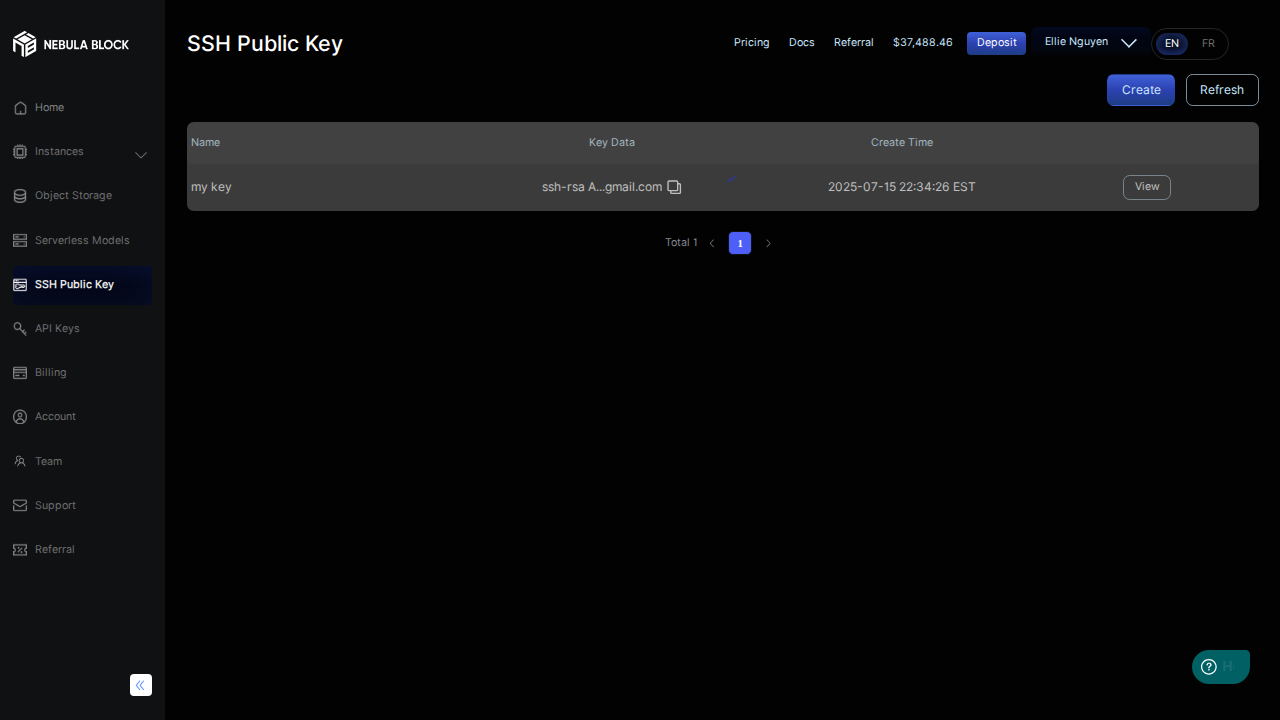 NEBULA BLOCK
SSH Public Key
Pricing
Docs
Referral
$37,488.46
Deposit
Ellie Nguyen
EN
FR
Create
Refresh
Home
Instances
Object Storage
Serverless Models
SSH Public Key
API Keys
Billing
Account
Team
Support
Referral
Name
Key Data
Create Time
my key
ssh-rsa A...gmail.com
2025-07-15 22:34:26 EST
View
Total 1
1